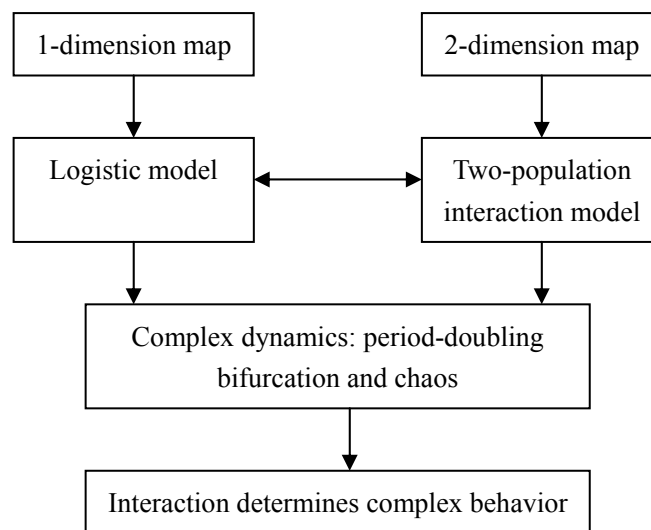 1-dimension map
2-dimension map
Logistic model
Two-population
interaction model
Complex dynamics: period-doubling
bifurcation and chaos
Interaction determines complex behavior